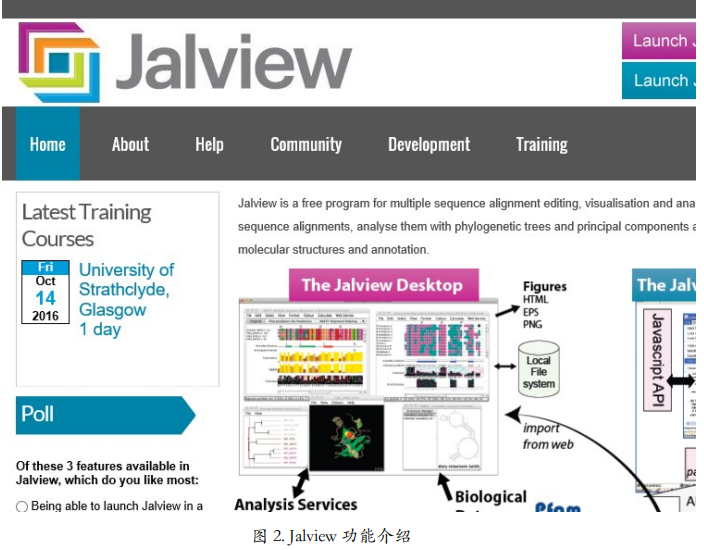 Jalview
Launch J
Launch J
Home
About
Help
Community
Development
Training
Latest Training
Courses
Fri
Oct
14
2016
University of
Strathclyde,
Glasgow
1 day
Poll
Of these 3 features available in
Jalview, which do you like most:
Being able to launch Jalview in a
Jalview is a free program for multiple sequence alignment editing, visualisation and ana
sequence alignments, analyse them with phylogenetic trees and principal components a
molecular structures and annotation.
The Jalview Desktop
Figures
HTML
EPS
PNG
Local
File
system
import
from web
Analysis Services
Biological
Pfam
The Jalv
Javascript API
pa
图 2. Jalview 功能介绍